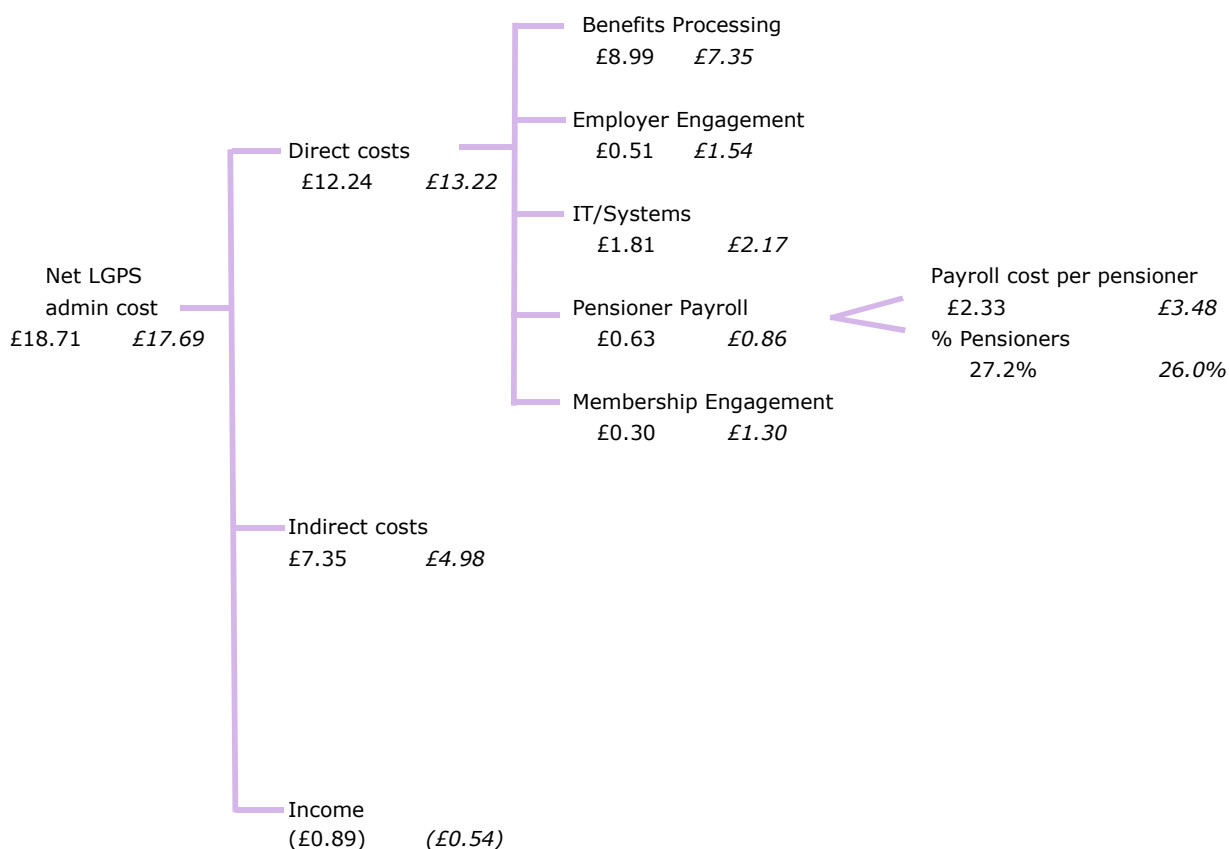 Benefits Processing
£8.99 £7.35
Employer Engagement
£0.51 £1.54
Direct costs
£12.24 £13.22
IT/Systems
£1.81 £2.17
Net LGPS
admin cost
£18.71 £17.69
Pensioner Payroll
£0.63 £0.86
Payroll cost per pensioner
£2.33 £3.48
% Pensioners
27.2% 26.0%
Membership Engagement
£0.30 £1.30
Indirect costs
£7.35 £4.98
Income
(£0.89) (£0.54)